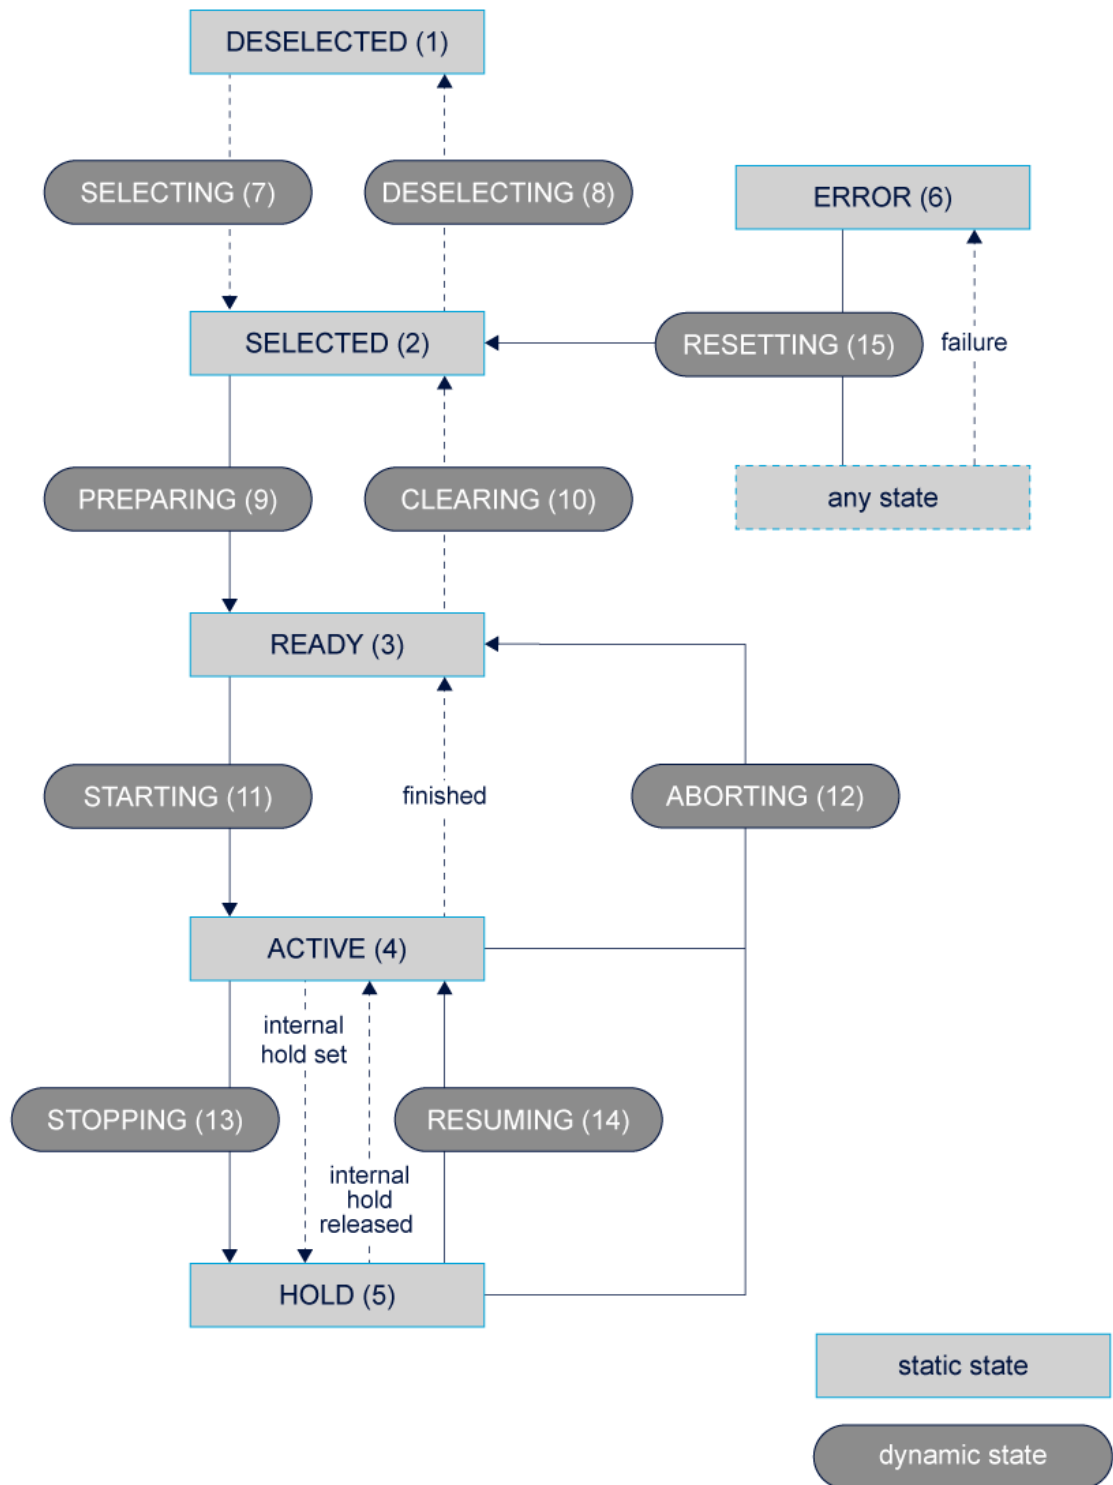 DESELECTED (1)
SELECTING (7)
DESELECTING (8)
ERROR (6)
SELECTED (2)
RESETTING (15)
failure
PREPARING (9)
CLEARING (10)
any state
READY (3)
STARTING (11)
finished
ABORTING (12)
ACTIVE (4)
internal
hold set
STOPPING (13)
RESUMING (14)
internal
hold
released
HOLD (5)
static state
dynamic state